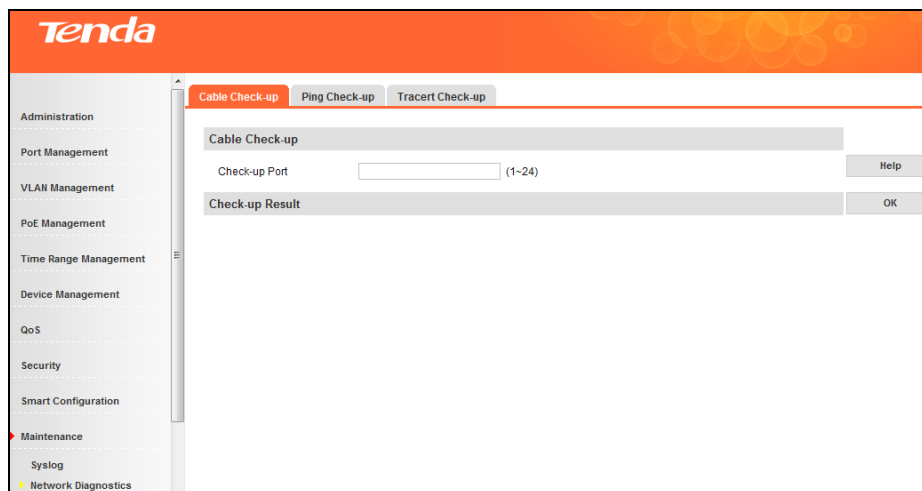 Tenda
Administration
Port Management
VLAN Management
PoE Management
Time Range Management
Device Management
QoS
Security
Smart Configuration
Maintenance
Syslog
Network Diagnostics
Cable Check-up
Ping Check-up
Tracert Check-up
Cable Check-up
Check-up Port (1~24)
Check-up Result
Help
OK